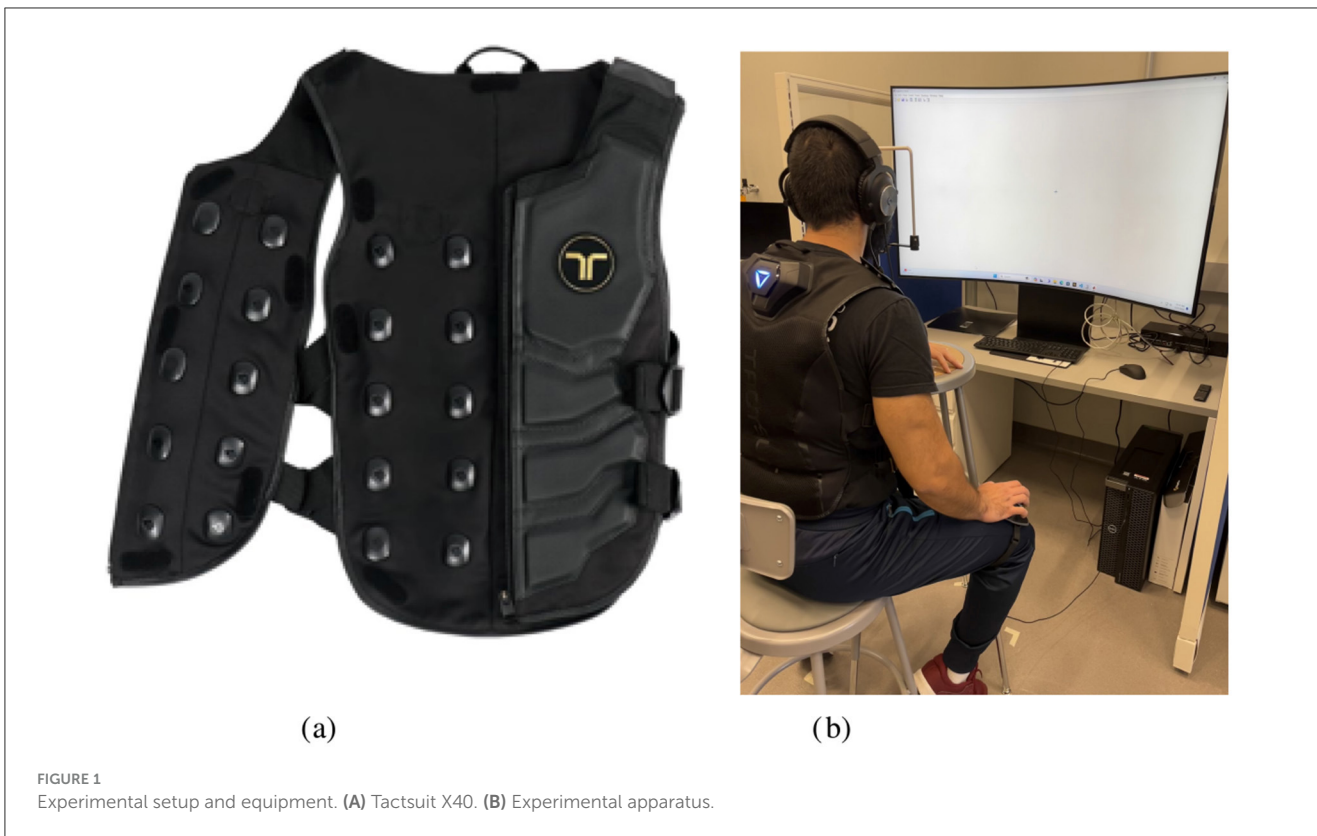 (a)
(b)
FIGURE 1
Experimental setup and equipment. (A) Tactsuit X40. (B) Experimental apparatus.